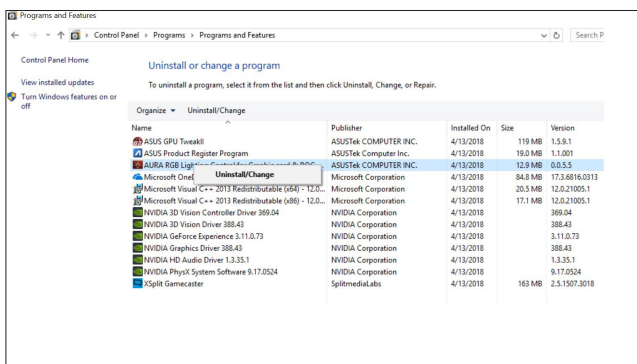 Programs and Features
Control Panel > Programs > Programs and Features
Search P
Control Panel Home
View installed updates
Turn Windows features on or
off
Uninstall or change a program
To uninstall a program, select it from the list and then click Uninstall, Change, or Repair.
Organize Uninstall/Change
Name Publisher Installed On Size Version
ASUS GPU TweakII ASUSTek COMPUTER INC. 4/13/2018 119 MB 1.5.9.1
ASUS Product Register Program ASUSTek Computer Inc. 4/13/2018 19.0 MB 1.1.001
AURA RGB Lighting Control for Graphic card & ROG ASUSTek COMPUTER INC. 4/13/2018 12.9 MB 0.0.5.5
Uninstall/Change
Microsoft OneD Microsoft Corporation 4/13/2018 84.8 MB 17.3.6816.0313
Microsoft Visual C++ 2013 Redistributable (x64) - 12.0... Microsoft Corporation 4/13/2018 20.5 MB 12.0.21005.1
Microsoft Visual C++ 2013 Redistributable (x86) - 12.0... Microsoft Corporation 4/13/2018 17.1 MB 12.0.21005.1
NVIDIA 3D Vision Controller Driver 369.04 NVIDIA Corporation 4/13/2018 369.04
NVIDIA 3D Vision Driver 388.43 NVIDIA Corporation 4/13/2018 388.43
NVIDIA GeForce Experience 3.11.0.73 NVIDIA Corporation 4/13/2018 3.11.0.73
NVIDIA Graphics Driver 388.43 NVIDIA Corporation 4/13/2018 388.43
NVIDIA HD Audio Driver 1.3.35.1 NVIDIA Corporation 4/13/2018 1.3.35.1
NVIDIA PhysX System Software 9.17.0524 NVIDIA Corporation 4/13/2018 9.17.0524
XSplit Gamecaster SplitmediaLabs 4/13/2018 163 MB 2.5.1507.3018